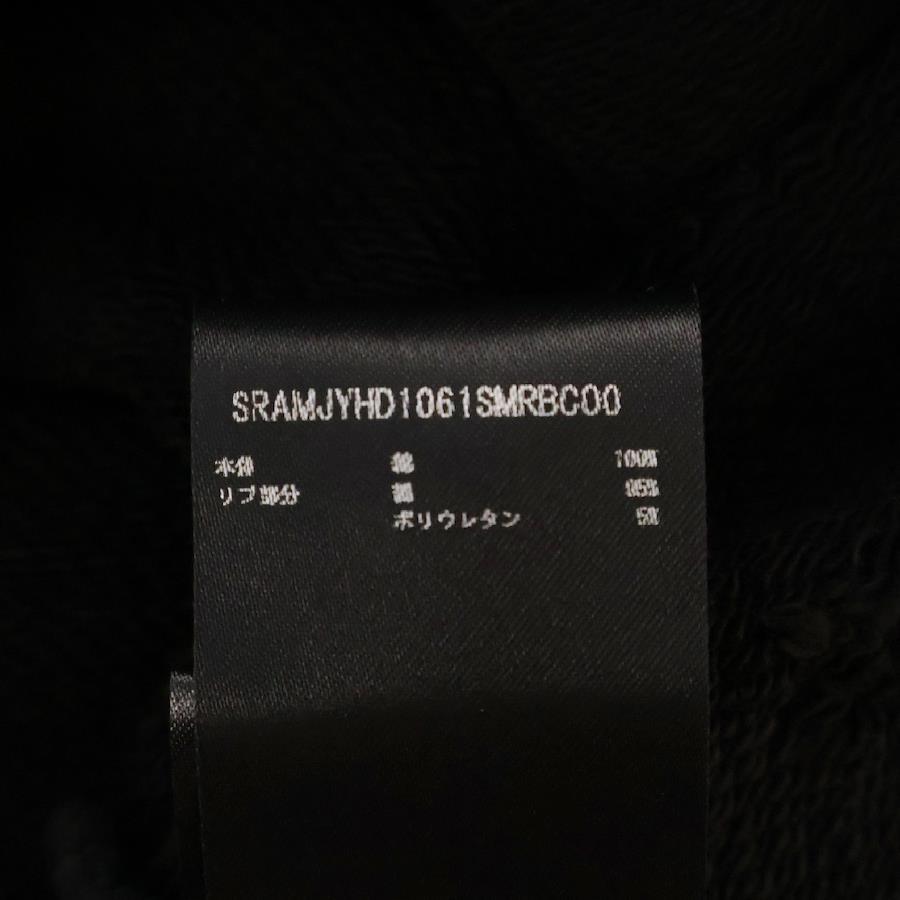 SRAMJYHD1061SMRBC00
本体 綿 100%
リブ部分 綿 95%
ポリウレタン 5%